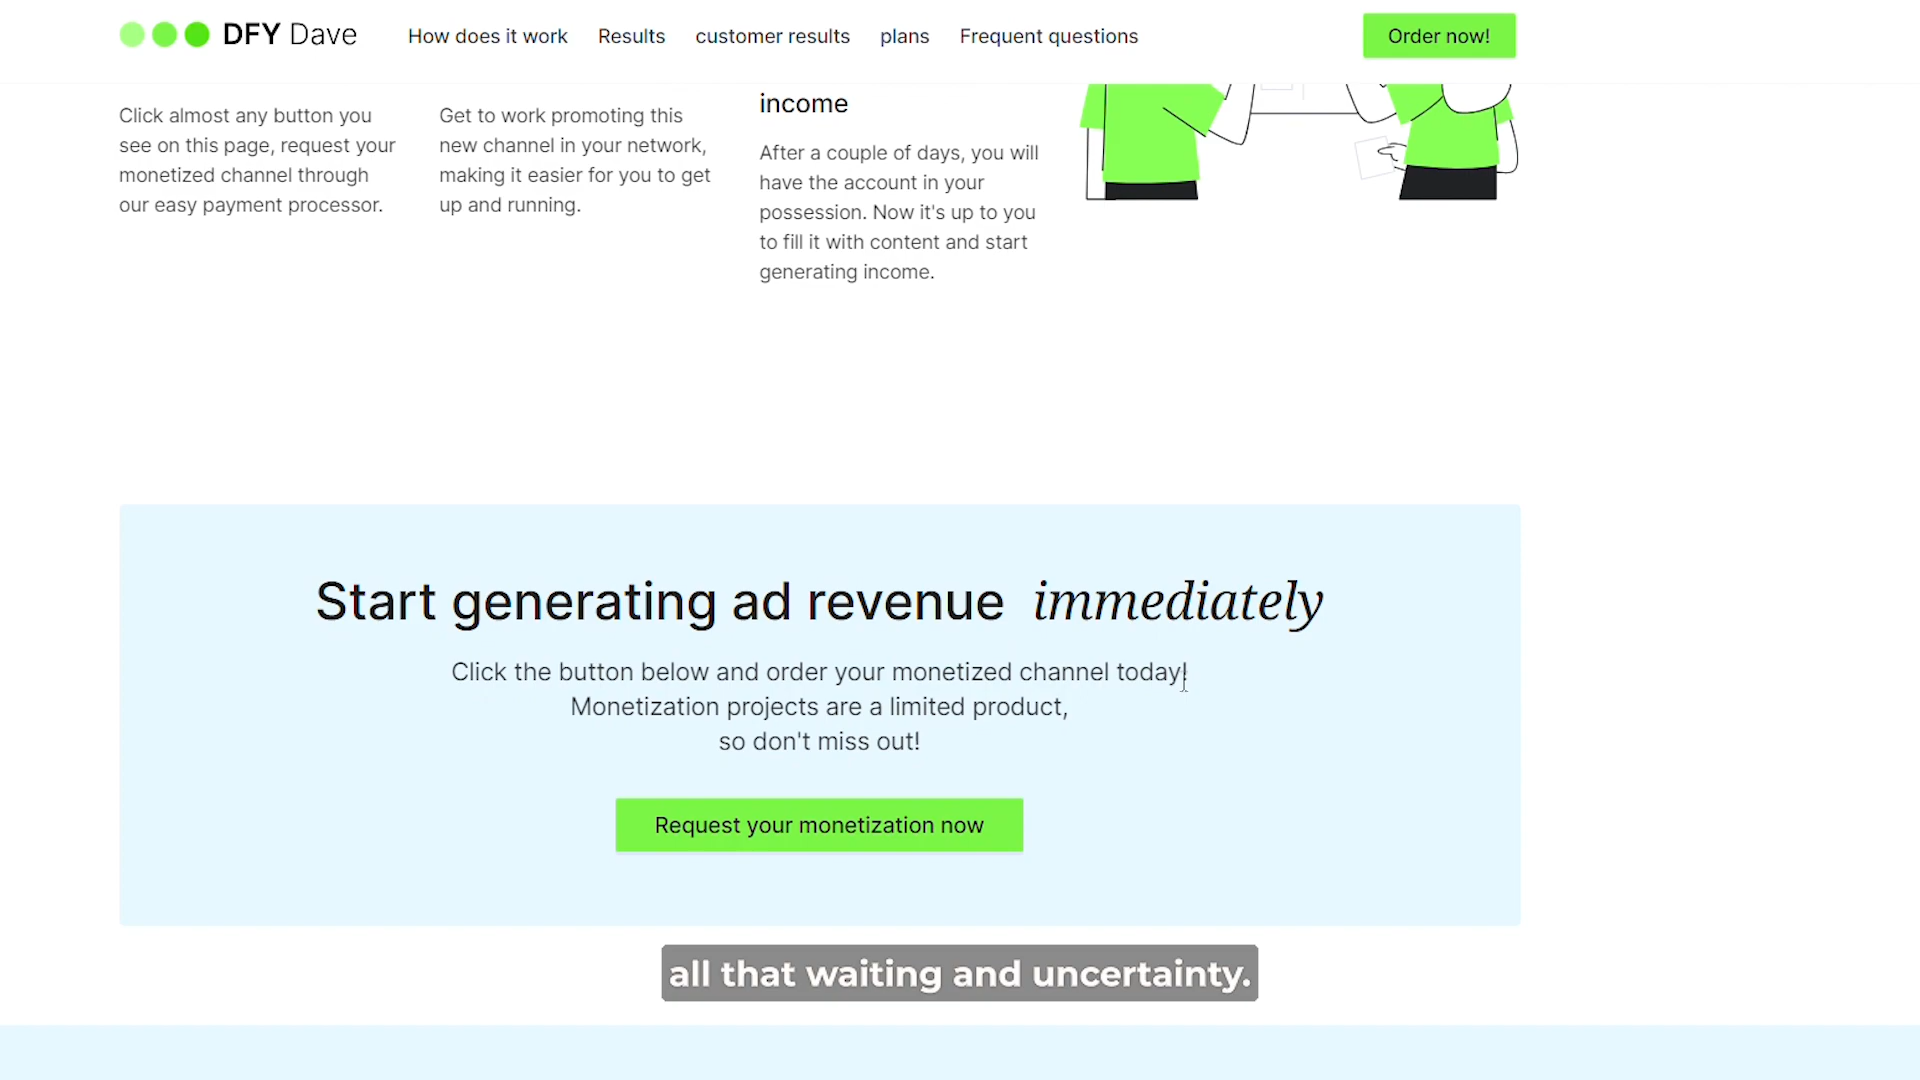 DFY Dave
How does it work
Results
customer results
plans
Frequent questions
Order now!
Click almost any button you
see on this page, request your
monetized channel through
our easy payment processor.
Get to work promoting this
new channel in your network,
making it easier for you to get
up and running.
income
After a couple of days, you will
have the account in your
possession. Now it's up to you
to fill it with content and start
generating income.
Start generating ad revenue immediately
Click the button below and order your monetized channel today!
Monetization projects are a limited product,
so don't miss out!
Request your monetization now
all that waiting and uncertainty.